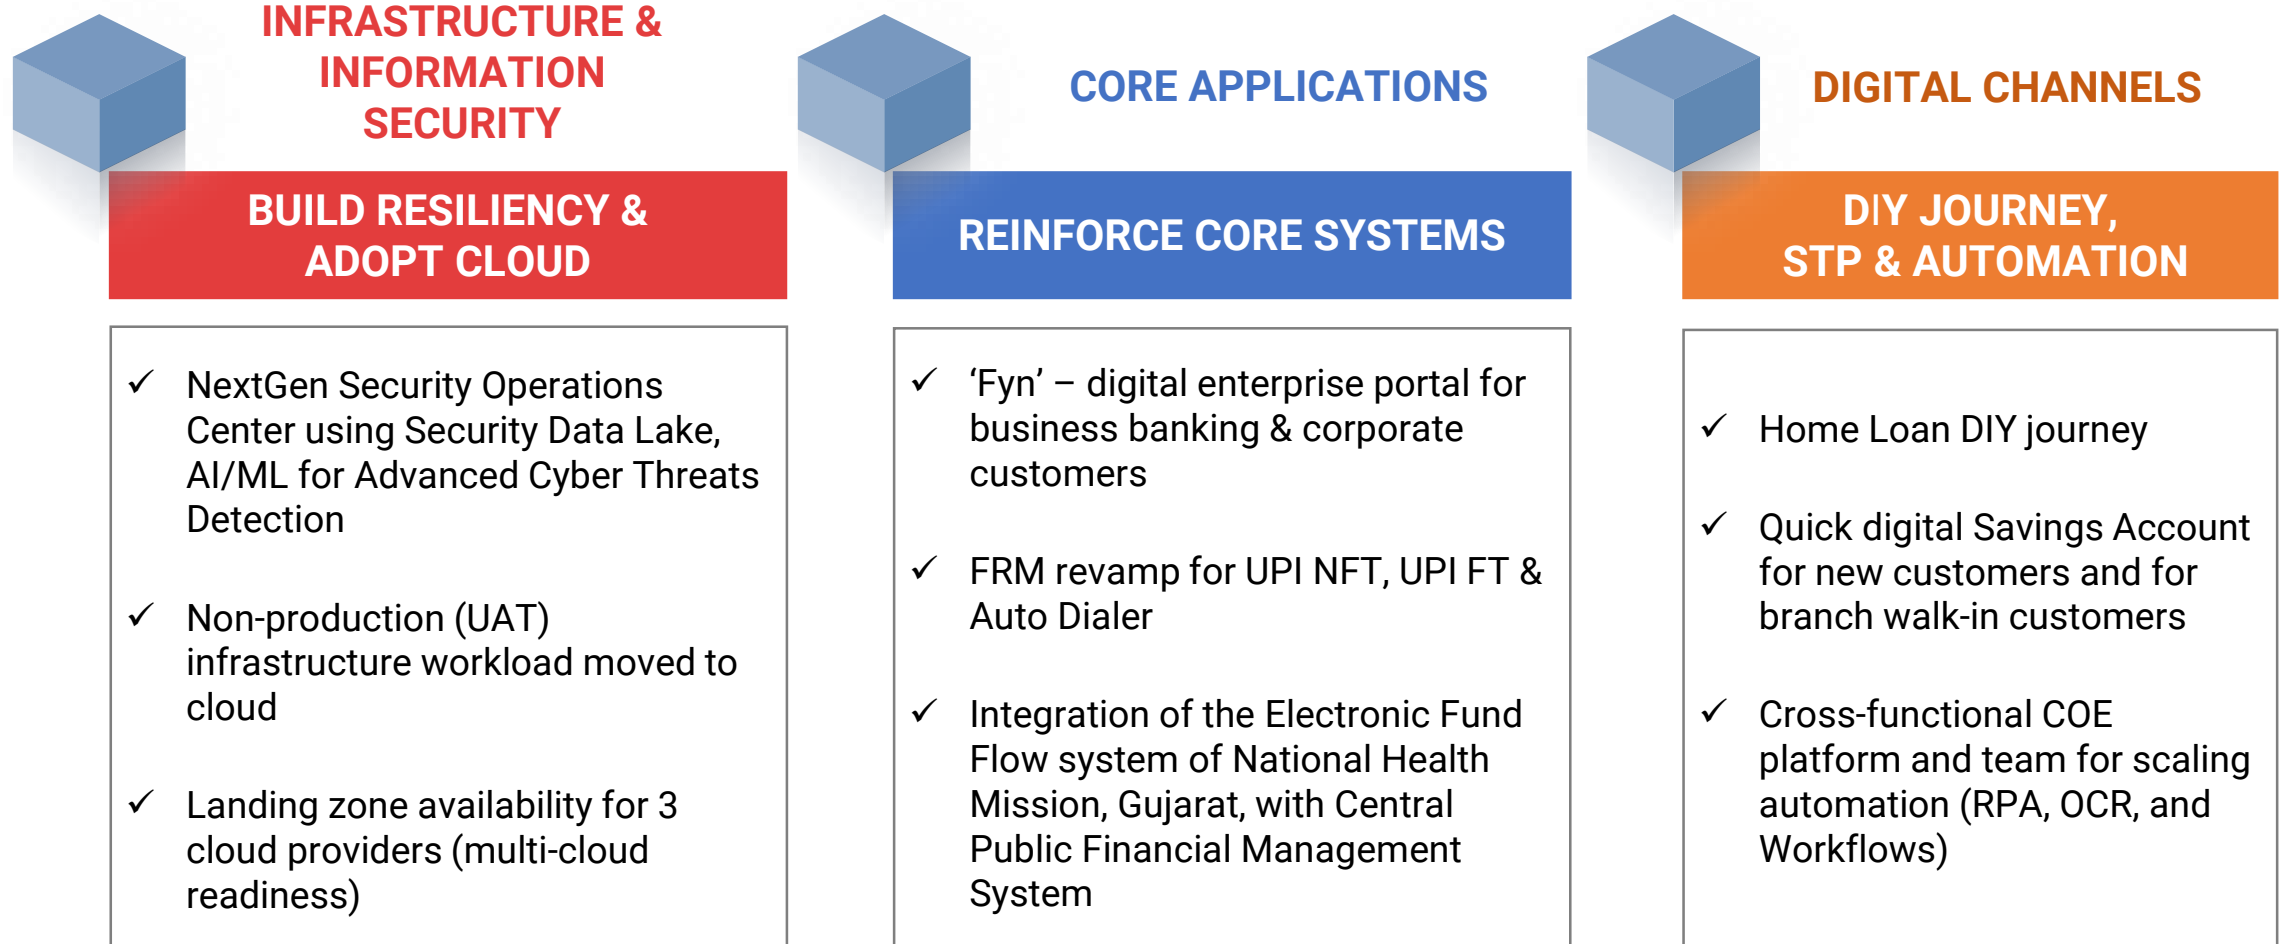 INFRASTRUCTURE &
INFORMATION
SECURITY
BUILD RESILIENCY &
ADOPT CLOUD
✓ NextGen Security Operations
Center using Security Data Lake,
AI/ML for Advanced Cyber Threats
Detection
✓ Non-production (UAT)
infrastructure workload moved to
cloud
✓ Landing zone availability for 3
cloud providers (multi-cloud
readiness)
CORE APPLICATIONS
REINFORCE CORE SYSTEMS
✓ ‘Fyn’ – digital enterprise portal for
business banking & corporate
customers
✓ FRM revamp for UPI NFT, UPI FT &
Auto Dialer
✓ Integration of the Electronic Fund
Flow system of National Health
Mission, Gujarat, with Central
Public Financial Management
System
DIGITAL CHANNELS
DIY JOURNEY,
STP & AUTOMATION
✓ Home Loan DIY journey
✓ Quick digital Savings Account
for new customers and for
branch walk-in customers
✓ Cross-functional COE
platform and team for scaling
automation (RPA, OCR, and
Workflows)